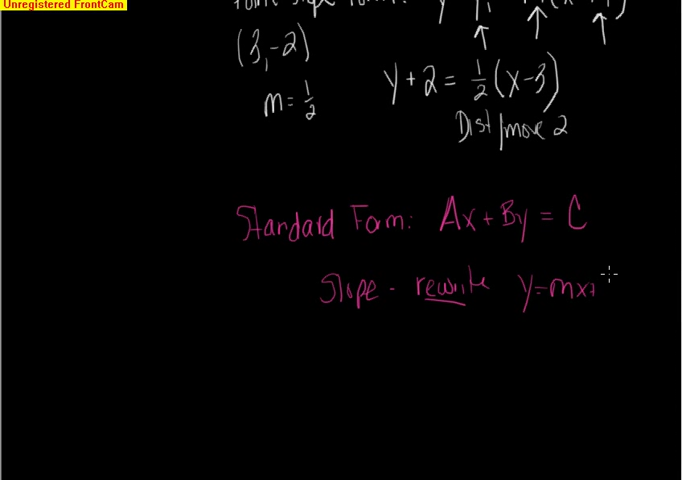 Unregistered FrontCam
(3,-2)
m = 1/2
y + 2 = 1/2 (x - 3)
Dist/move 2
Standard Form: Ax + By = C
Slope - rewrite y = mx+